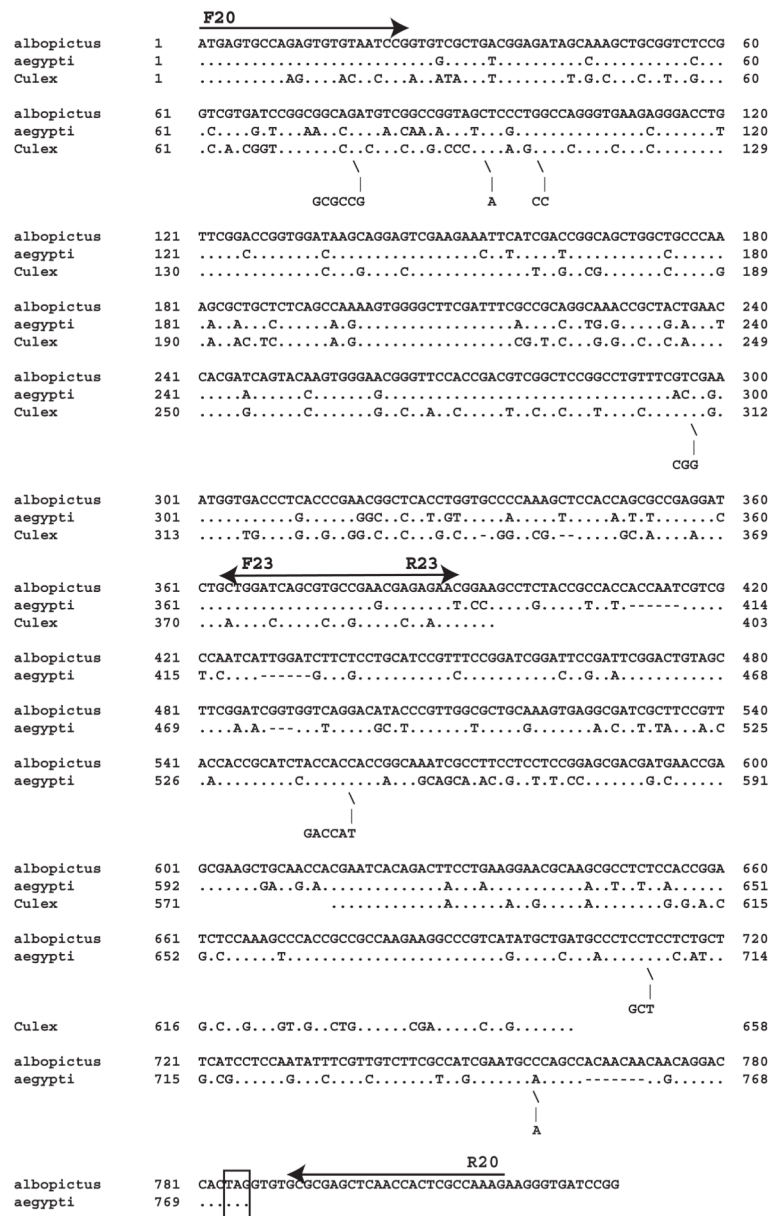 F20
albopictus 1 ATGAGTGCCAGAGTGTGTAATCCGGTGTCGCTGACGGAGATAGCAAAGCTGCGGTCTCCG 60
aegypti 1 ...........................G.....T..........C...........C... 60
Culex 1 ..........AG....AC..C...A..ATA...T........T.G.C...C..T..G.. 60
albopictus 61 GTCGTGATCCGGCGGCAGATGTCGGCCGGTAGCTCCCTGGCCAGGGTGAAGAGGGACCTG 120
aegypti 61 .C....G.T...AA..C....A.CAA.A...T...G...............C.......T 120
Culex 61 .C.A.CGGT.......C..C...C..G.CCC....A.G....C.....C...C....... 129
\ \ \
| | |
GCGCCG A CC
albopictus 121 TTCGGACCGGTGGATAAGCAGGAGTCGAAGAAATTCATCGACCGGCAGCTGGCTGCCCAA 180
aegypti 121 .....C........C.................C..T.....T...........C...... 180
Culex 130 ..............C...G....C..............T..G..CG........C.....G 189
albopictus 181 AGCGCTGCTCTCAGCCAAAAGTGGGGCTTCGATTTCGCCGCAGGCAAACCGCTACTGAAC 240
aegypti 181 .A..A...C......A.G..................A....C..TG.G.....G.A...T 240
Culex 190 .A..AC.TC......A.G..................CG.T.C...G.G..C..C.A.... 249
albopictus 241 CACGATCAGTACAAGTGGGAACGGGTTCCACCGACGTCGGCTCCGGCCTGTTTCGTCGAA 300
aegypti 241 .....A......C.......G.................................AC..G. 300
Culex 250 .....G......C.......G.C..A.C.....T..C..C...T....C.......... G. 312
\
|
CGG
albopictus 301 ATGGTGACCCTCACCCGAACGGCTCACCTGGTGCCCCAAAGCTCCACCAGCGCCGAGGAT 360
aegypti 301 ...........G......GGC..C..T.GT.....A.....T.....A.T.T.......C 360
Culex 313 .....TG....G..G..GG.C..C...G.C..-.GG..CG.--.....GC.A....A... 369
F23 R23
albopictus 361 CTGCTGGATCAGCGTGCCGAACGAGAGAACGGAAGCCTCTACCGCCACCACCAATCGTCG 420
aegypti 361 ....................G........T.CC.....G.....T..T.------..... 414
Culex 370 ...A....C.....C..G.....C..A....... 403
albopictus 421 CCAATCATTGGATCTTCTCCTGCATCCGTTTCCGGATCGGATTCCGATTCGGACTGTAGC 480
aegypti 415 T.C....------G...G...........C...........C..G..A............ 468
albopictus 481 TTCGGATCGGTGGTCAGGACATACCCGTTGGCGCTGCAAAGTGAGGCGATCGCTTCCGTT 540
aegypti 469 ....A.A.---...T.....GC.T........T.....G.......A.C..T.TA...A.C 525
albopictus 541 ACCACCGCATCTACCACCACCGGCAAATCGCCTTCCTCCTCCGGAGCGACGATGAACCGA 600
aegypti 526 .A.........C........A...GCAGCA.AC.G..T.T.CC.......G.C....... 591
\
|
GACCAT
albopictus 601 GCGAAGCTGCAACCACGAATCACAGACTTCCTGAAGGAACGCAAGCGCCTCTCCACCGGA 660
aegypti 592 .......GA..G.A..............A...A...........A..T..T..A...... 651
Culex 571 .............A......A..G.....A........G.G.A.C 615
albopictus 661 TCTCCAAAGCCCACCGCCGCCAAGAAGGCCCGTCATATGCTGATGCCCTCCTCCTCTGCT 720
aegypti 652 G.C......T.........................G.....C...A........C.AT.. 714
\
|
GCT
Culex 616 G.C..G...GT.G..CTG......CGA.....C..G....... 658
albopictus 721 TCATCCTCCAATATTTCGTTGTCTTCGCCATCGAATGCCCAGCCACAACAACAACAGGAC 780
aegypti 715 G.CG......G....C....C........T..G.......A.....-------..G..... 768
\
|
A
R20
albopictus 781 CACTAGGTGTGCGCGAGCTCAACCACTCGCCAAAGAAGGGTGATCCGG
aegypti 769 ......